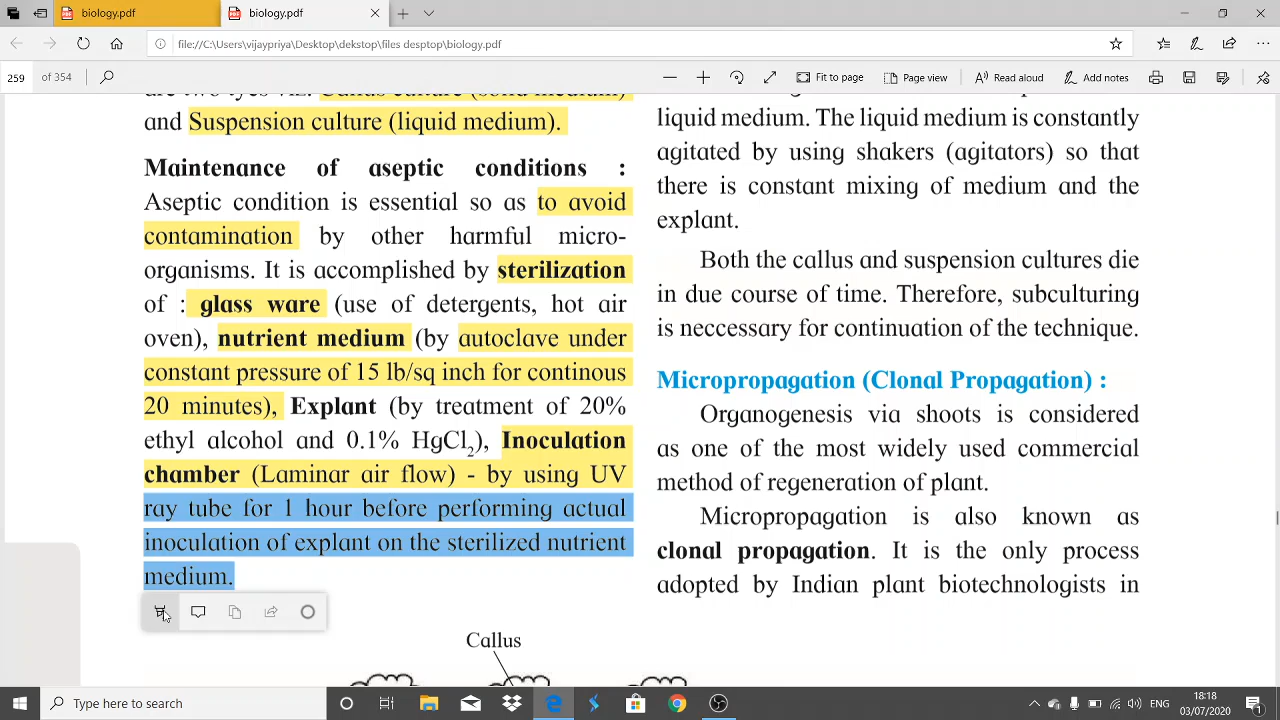 biology.pdf
biology.pdf
file://C:\Users\vijaypriya\Desktop\dekstop\files desptop\biology.pdf
259 of 354
Fit to page
Page view
Read aloud
Add notes
and Suspension culture (liquid medium).
Maintenance of aseptic conditions :
Aseptic condition is essential so as to avoid
contamination by other harmful micro-
organisms. It is accomplished by sterilization
of : glass ware (use of detergents, hot air
oven), nutrient medium (by autoclave under
constant pressure of 15 lb/sq inch for continous
20 minutes), Explant (by treatment of 20%
ethyl alcohol and 0.1% HgCl₂), Inoculation
chamber (Laminar air flow) - by using UV
ray tube for 1 hour before performing actual
inoculation of explant on the sterilized nutrient
medium.
liquid medium. The liquid medium is constantly
agitated by using shakers (agitators) so that
there is constant mixing of medium and the
explant.
Both the callus and suspension cultures die
in due course of time. Therefore, subculturing
is neccessary for continuation of the technique.
Micropropagation (Clonal Propagation) :
Organogenesis via shoots is considered
as one of the most widely used commercial
method of regeneration of plant.
Micropropagation is also known as
clonal propagation. It is the only process
adopted by Indian plant biotechnologists in
Callus
Type here to search
ENG
18:18
03/07/2020
1